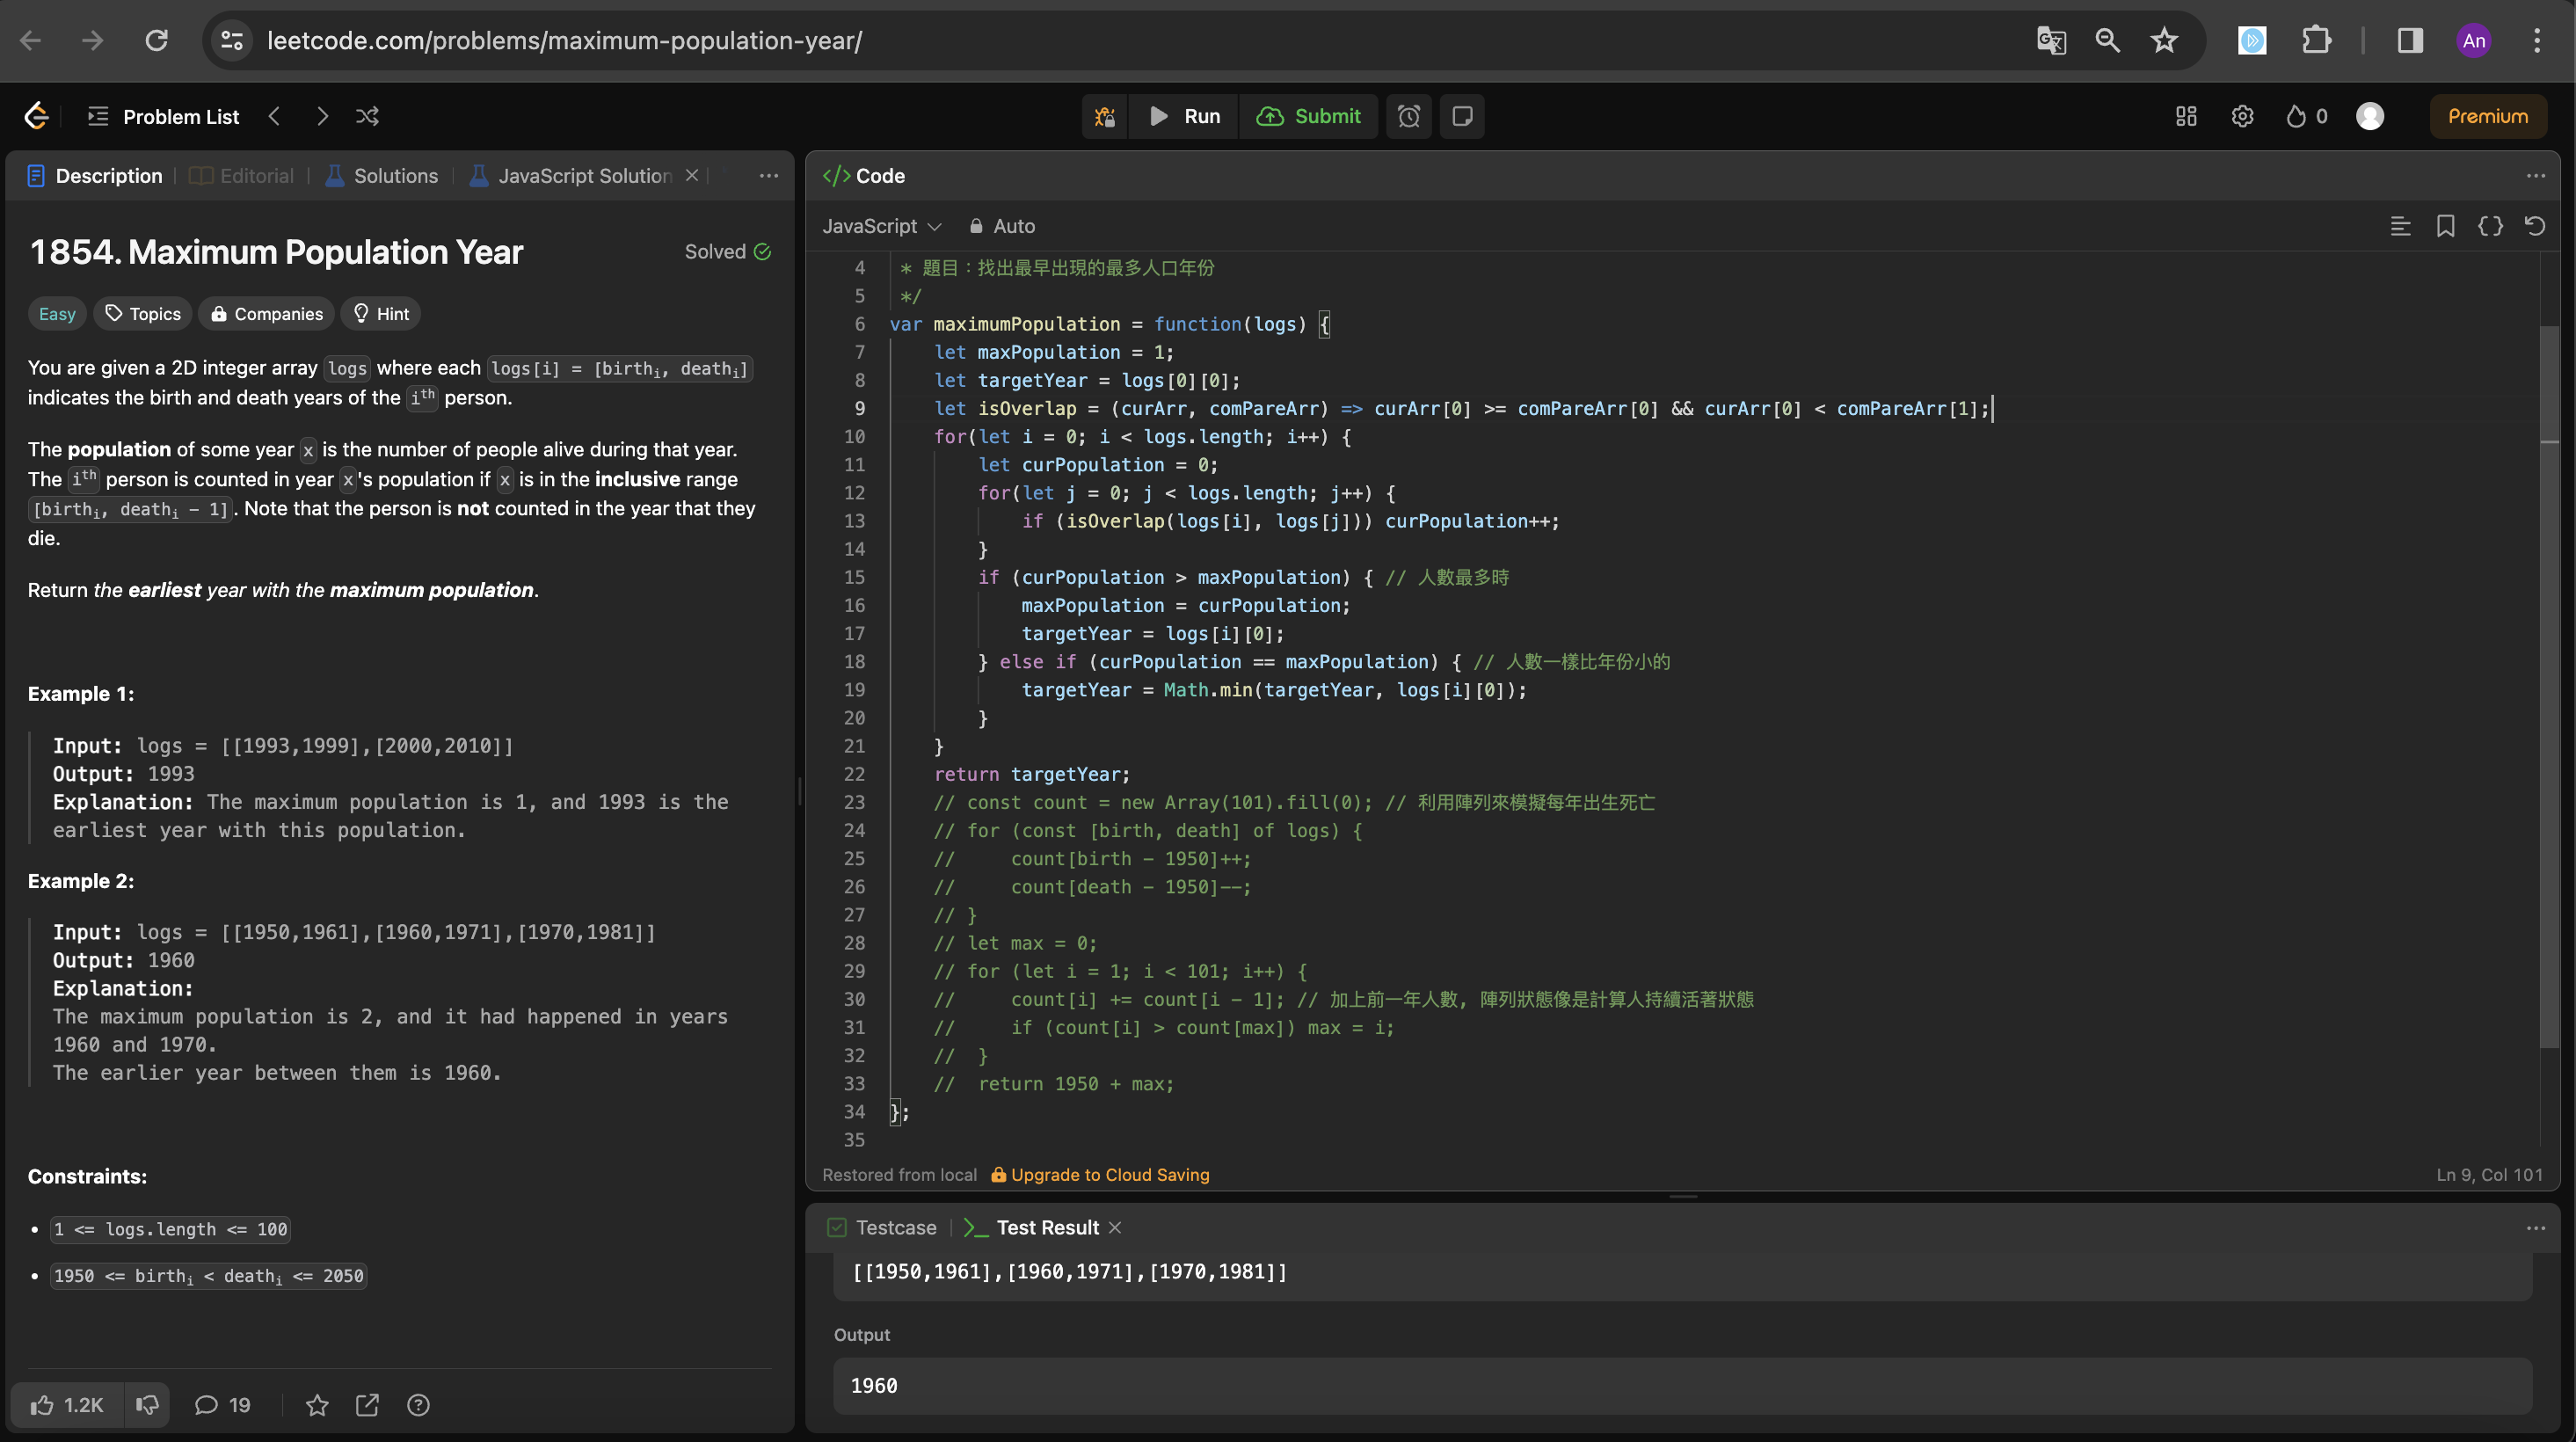 leetcode.com/problems/maximum-population-year/
An
Problem List
Run
Submit
0
Premium
Description
Editorial
Solutions
JavaScript Solution
1854. Maximum Population Year
Solved
Easy
Topics
Companies
Hint
You are given a 2D integer array logs where each logs[i] = [birthi, deathi]
indicates the birth and death years of the ith person.
The population of some year x is the number of people alive during that year.
The ith person is counted in year x's population if x is in the inclusive range
[birthi, deathi - 1]. Note that the person is not counted in the year that they
die.
Return the earliest year with the maximum population.
Example 1:
Input: logs = [[1993,1999],[2000,2010]]
Output: 1993
Explanation: The maximum population is 1, and 1993 is the
earliest year with this population.
Example 2:
Input: logs = [[1950,1961],[1960,1971],[1970,1981]]
Output: 1960
Explanation:
The maximum population is 2, and it had happened in years
1960 and 1970.
The earlier year between them is 1960.
Constraints:
• 1 <= logs.length <= 100
• 1950 <= birthi < deathi <= 2050
1.2K
19
</> Code
JavaScript
Auto
4 * 題目：找出最早出現的最多人口年份
5 */
6 var maximumPopulation = function(logs) {
7 let maxPopulation = 1;
8 let targetYear = logs[0][0];
9 let isOverlap = (curArr, comPareArr) => curArr[0] >= comPareArr[0] && curArr[0] < comPareArr[1];
10 for(let i = 0; i < logs.length; i++) {
11 let curPopulation = 0;
12 for(let j = 0; j < logs.length; j++) {
13 if (isOverlap(logs[i], logs[j])) curPopulation++;
14 }
15 if (curPopulation > maxPopulation) { // 人數最多時
16 maxPopulation = curPopulation;
17 targetYear = logs[i][0];
18 } else if (curPopulation == maxPopulation) { // 人數一樣比年份小的
19 targetYear = Math.min(targetYear, logs[i][0]);
20 }
21 }
22 return targetYear;
23 // const count = new Array(101).fill(0); // 利用陣列來模擬每年出生死亡
24 // for (const [birth, death] of logs) {
25 // count[birth - 1950]++;
26 // count[death - 1950]--;
27 // }
28 // let max = 0;
29 // for (let i = 1; i < 101; i++) {
30 // count[i] += count[i - 1]; // 加上前一年人數, 陣列狀態像是計算人持續活著狀態
31 // if (count[i] > count[max]) max = i;
32 // }
33 // return 1950 + max;
34 };
35
Restored from local
Upgrade to Cloud Saving
Ln 9, Col 101
Testcase
Test Result
[[1950,1961],[1960,1971],[1970,1981]]
Output
1960